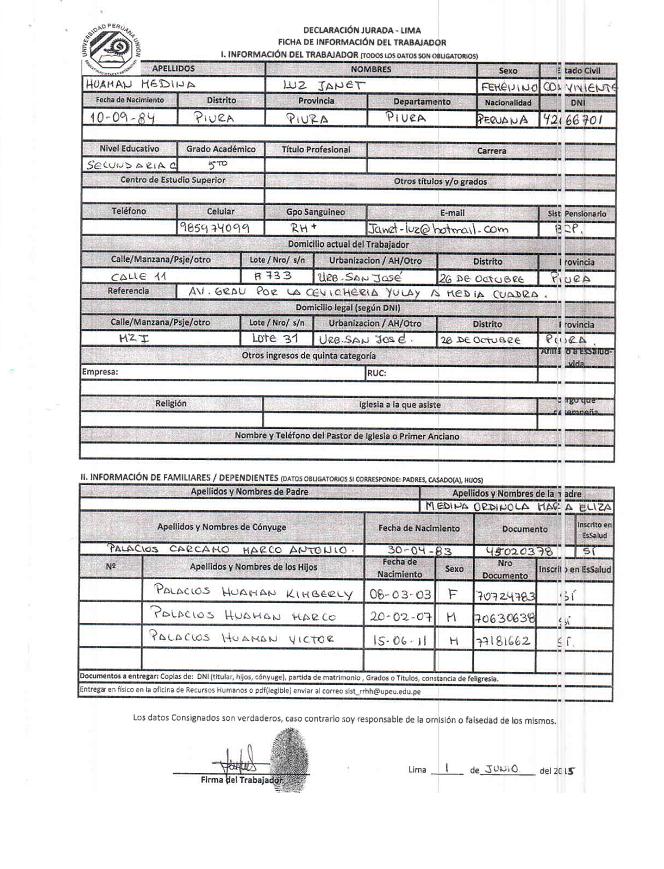 UNIVERSIDAD PERUANA UNION
DECLARACIÓN JURADA - LIMA
FICHA DE INFORMACIÓN DEL TRABAJADOR
I. INFORMACIÓN DEL TRABAJADOR (TODOS LOS DATOS SON OBLIGATORIOS)
APELLIDOS NOMBRES Sexo Estado Civil
HUAMAN MEDINA LUZ JANET FEMENINO CONVIVIENTE
Fecha de Nacimiento Distrito Provincia Departamento Nacionalidad DNI
10-09-84 PIURA PIURA PIURA PERUANA 42166701
Nivel Educativo Grado Académico Título Profesional Carrera
SECUNDARIA C 5TO
Centro de Estudio Superior Otros títulos y/o grados
Teléfono Celular Gpo Sanguineo E-mail Sist Pensionario
985974099 RH+ Janet-luz@hotmail.com
Domicilio actual del Trabajador
Calle/Manzana/Psje/otro Lote / Nro/ s/n Urbanizacion / AH/Otro Distrito Provincia
CALLE 11 733 URB. SAN JOSÉ 26 DE OCTUBRE PIURA
Referencia AV. GRAU POR LA CEVICHERIA YULAY A MEDIA CUADRA.
Domicilio legal (según DNI)
Calle/Manzana/Psje/otro Lote / Nro/ s/n Urbanizacion / AH/Otro Distrito Provincia
MZ I LOTE 31 URB. SAN JOSÉ. 26 DE OCTUBRE PIURA.
Otros ingresos de quinta categoría EsSalud-vida
Empresa: RUC:
Religión Iglesia a la que asiste
Nombre y Teléfono del Pastor de Iglesia o Primer Anciano
II. INFORMACIÓN DE FAMILIARES / DEPENDIENTES (DATOS OBLIGATORIOS SI CORRESPONDE: PADRES, CASADO(A), HIJOS)
Apellidos y Nombres de Padre Apellidos y Nombres de la Madre
MEDINA ORDINOLA MARIA ELIZA
Apellidos y Nombres de Cónyuge Fecha de Nacimiento Documento Inscrito en EsSalud
PALACIOS CARCAMO MARCO ANTONIO. 30-04-83 45020378 SI
Nº Apellidos y Nombres de los Hijos Fecha de Nacimiento Sexo Nro Documento Inscrito en EsSalud
PALACIOS HUAMAN KIMBERLY 08-03-03 F 70724783 SÍ
PALACIOS HUAMAN MARCO 20-02-07 M 70630638 SÍ
PALACIOS HUAMAN VICTOR 15-06-11 M 77181662 SÍ.
Documentos a entregar: Copias de: DNI (titular, hijos, cónyuge), partida de matrimonio , Grados o Títulos, constancia de feligresia.
Entregar en físico en la oficina de Recursos Humanos o pdf(legible) enviar al correo sist_rrhh@upeu.edu.pe
Los datos Consignados son verdaderos, caso contrario soy responsable de la omisión o falsedad de los mismos.
Firma del Trabajador
Lima 1 de JUNIO del 2015